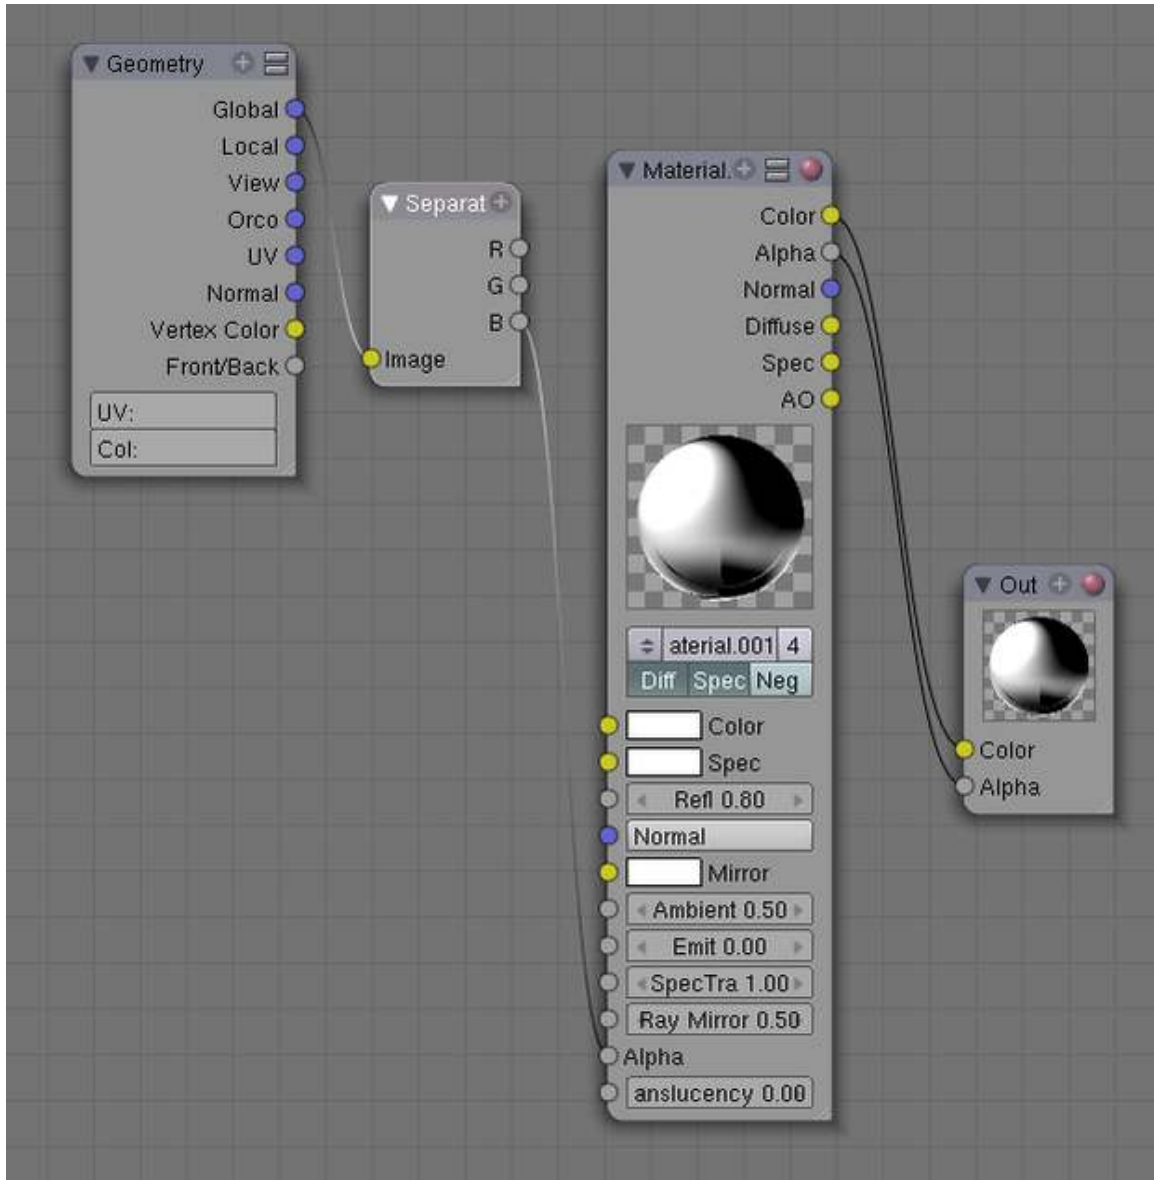 Geometry
Global
Local
View
Orco
UV
Normal
Vertex Color
Front/Back
UV:
Col:
Separat
R
G
B
Image
Material.
Color
Alpha
Normal
Diffuse
Spec
AO
aterial.001 4
Diff Spec Neg
Color
Spec
Refl 0.80
Normal
Mirror
Ambient 0.50
Emit 0.00
SpecTra 1.00
Ray Mirror 0.50
Alpha
anslucency 0.00
Out
Color
Alpha